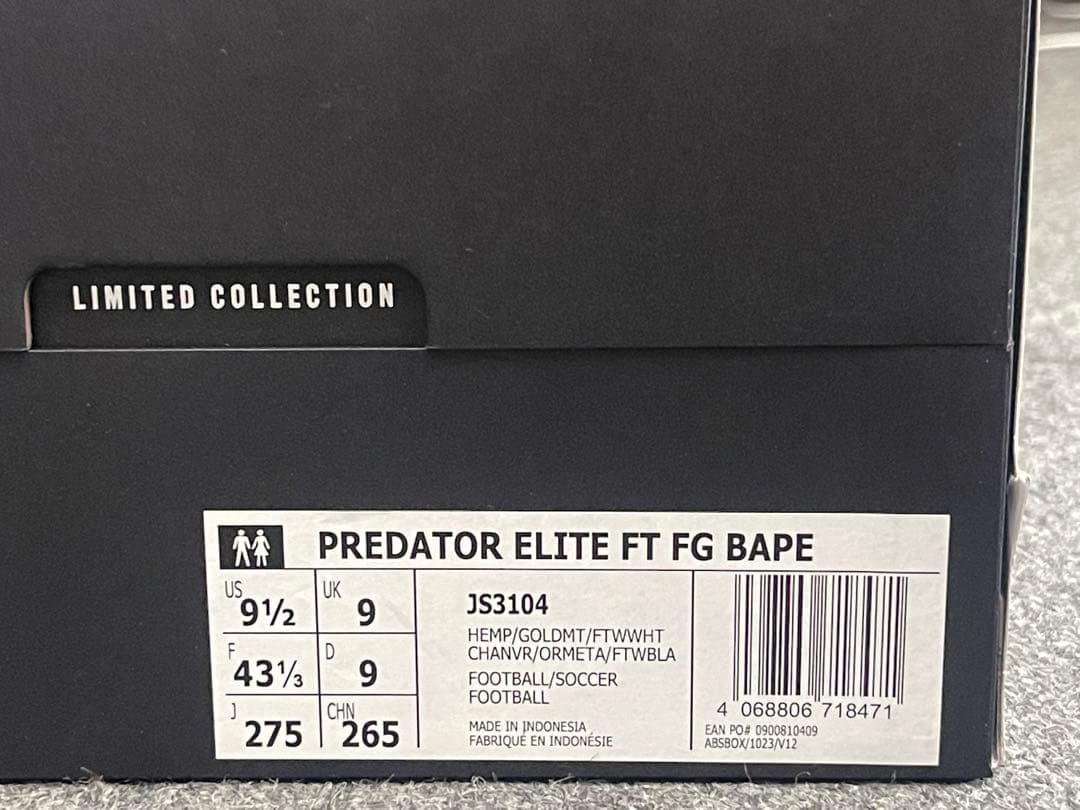 LIMITED COLLECTION
PREDATOR ELITE FT FG BAPE
US 9½
UK 9
F 43⅓
D 9
J 275
CHN 265
JS3104
HEMP/GOLDMT/FTWWHT
CHANVR/ORMETA/FTWBLA
FOOTBALL/SOCCER
FOOTBALL
MADE IN INDONESIA
FABRIQUÉ EN INDONÉSIE
4 068806 718471
EAN PO# 0900810409
ABSBOX/1023/V12